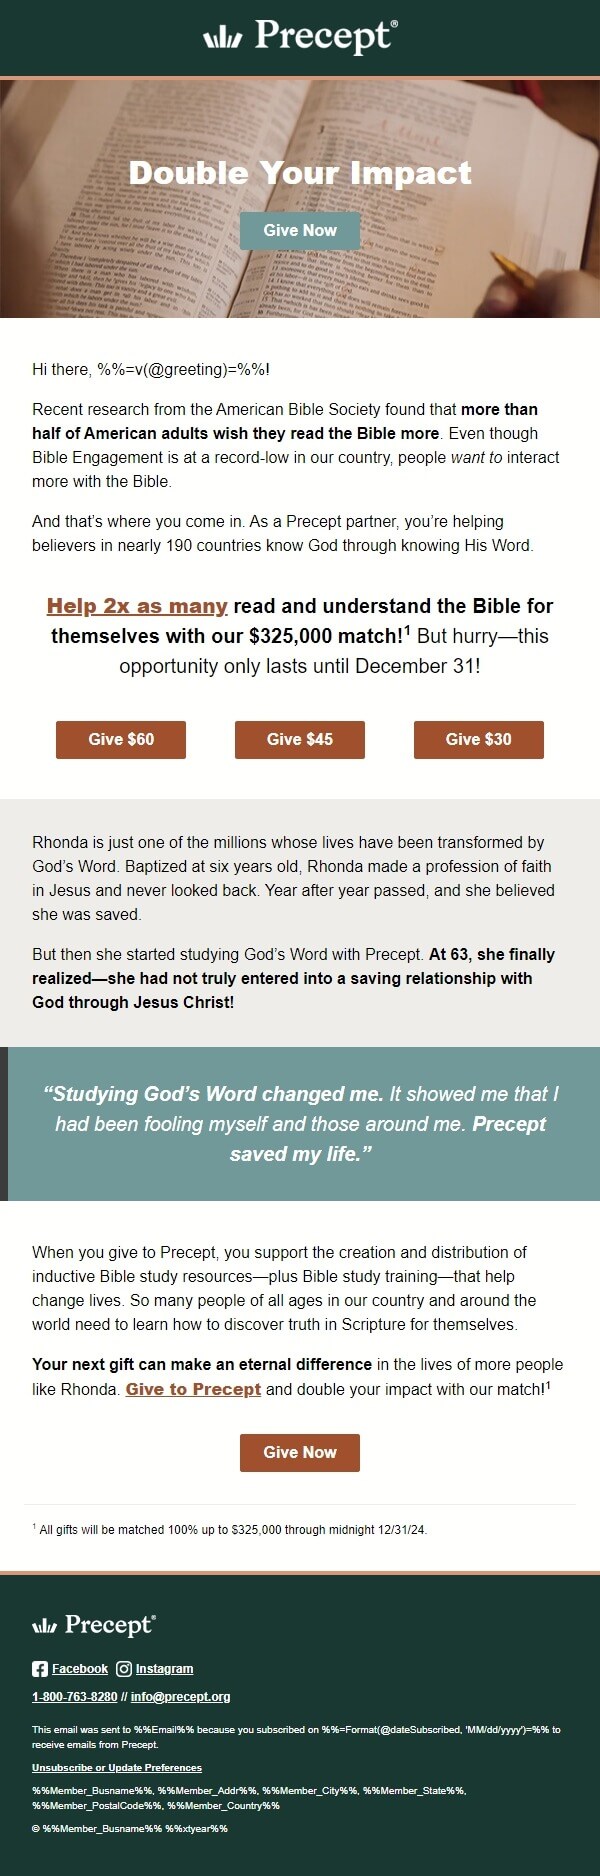 Precept®
Double Your Impact
Give Now
Hi there, %%=v(@greeting)=%%!
Recent research from the American Bible Society found that more than
half of American adults wish they read the Bible more. Even though
Bible Engagement is at a record-low in our country, people want to interact
more with the Bible.
And that’s where you come in. As a Precept partner, you’re helping
believers in nearly 190 countries know God through knowing His Word.
Help 2x as many read and understand the Bible for
themselves with our $325,000 match!¹ But hurry—this
opportunity only lasts until December 31!
Give $60
Give $45
Give $30
Rhonda is just one of the millions whose lives have been transformed by
God’s Word. Baptized at six years old, Rhonda made a profession of faith
in Jesus and never looked back. Year after year passed, and she believed
she was saved.
But then she started studying God’s Word with Precept. At 63, she finally
realized—she had not truly entered into a saving relationship with
God through Jesus Christ!
“Studying God’s Word changed me. It showed me that I
had been fooling myself and those around me. Precept
saved my life.”
When you give to Precept, you support the creation and distribution of
inductive Bible study resources—plus Bible study training—that help
change lives. So many people of all ages in our country and around the
world need to learn how to discover truth in Scripture for themselves.
Your next gift can make an eternal difference in the lives of more people
like Rhonda. Give to Precept and double your impact with our match!¹
Give Now
¹ All gifts will be matched 100% up to $325,000 through midnight 12/31/24.
Precept®
Facebook Instagram
1-800-763-8280 // info@precept.org
This email was sent to %%Email%% because you subscribed on %%=Format(@dateSubscribed, 'MM/dd/yyyy')=%% to
receive emails from Precept.
Unsubscribe or Update Preferences
%%Member_Busname%%, %%Member_Addr%%, %%Member_City%%, %%Member_State%%,
%%Member_PostalCode%%, %%Member_Country%%
© %%Member_Busname%% %%xtyear%%